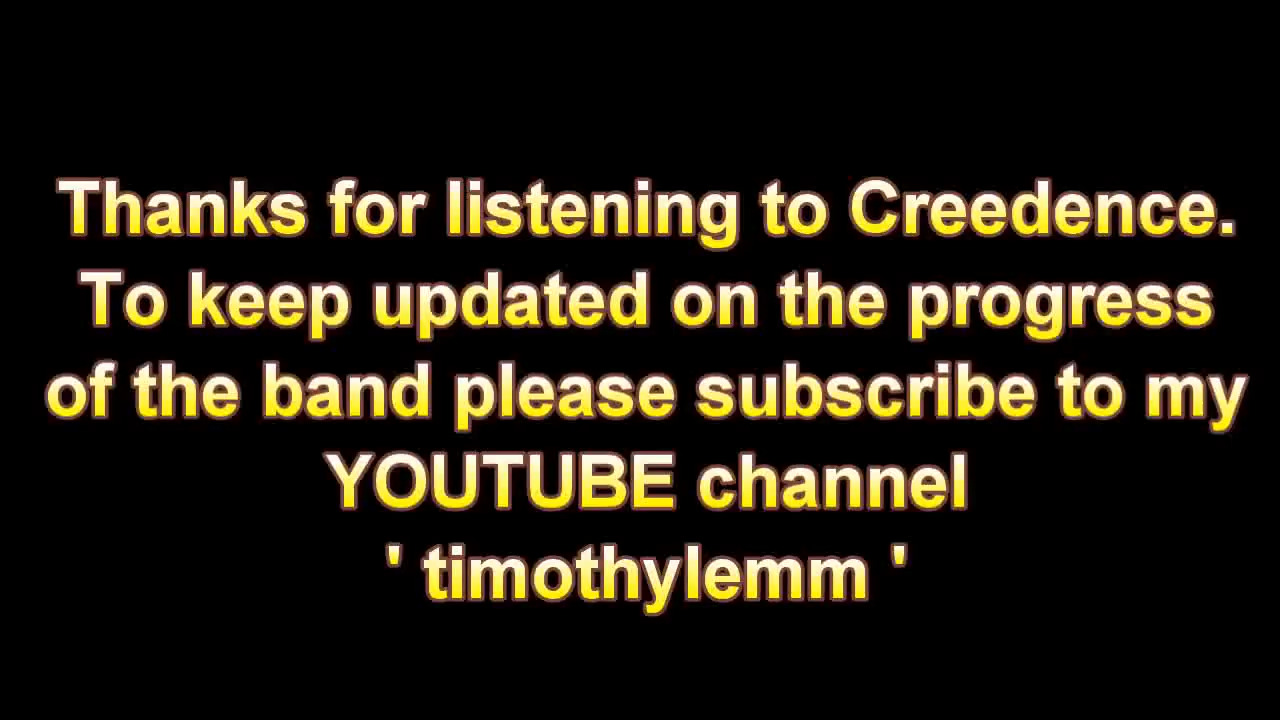 Thanks for listening to Creedence.
To keep updated on the progress
of the band please subscribe to my
YOUTUBE channel
' timothylemm '